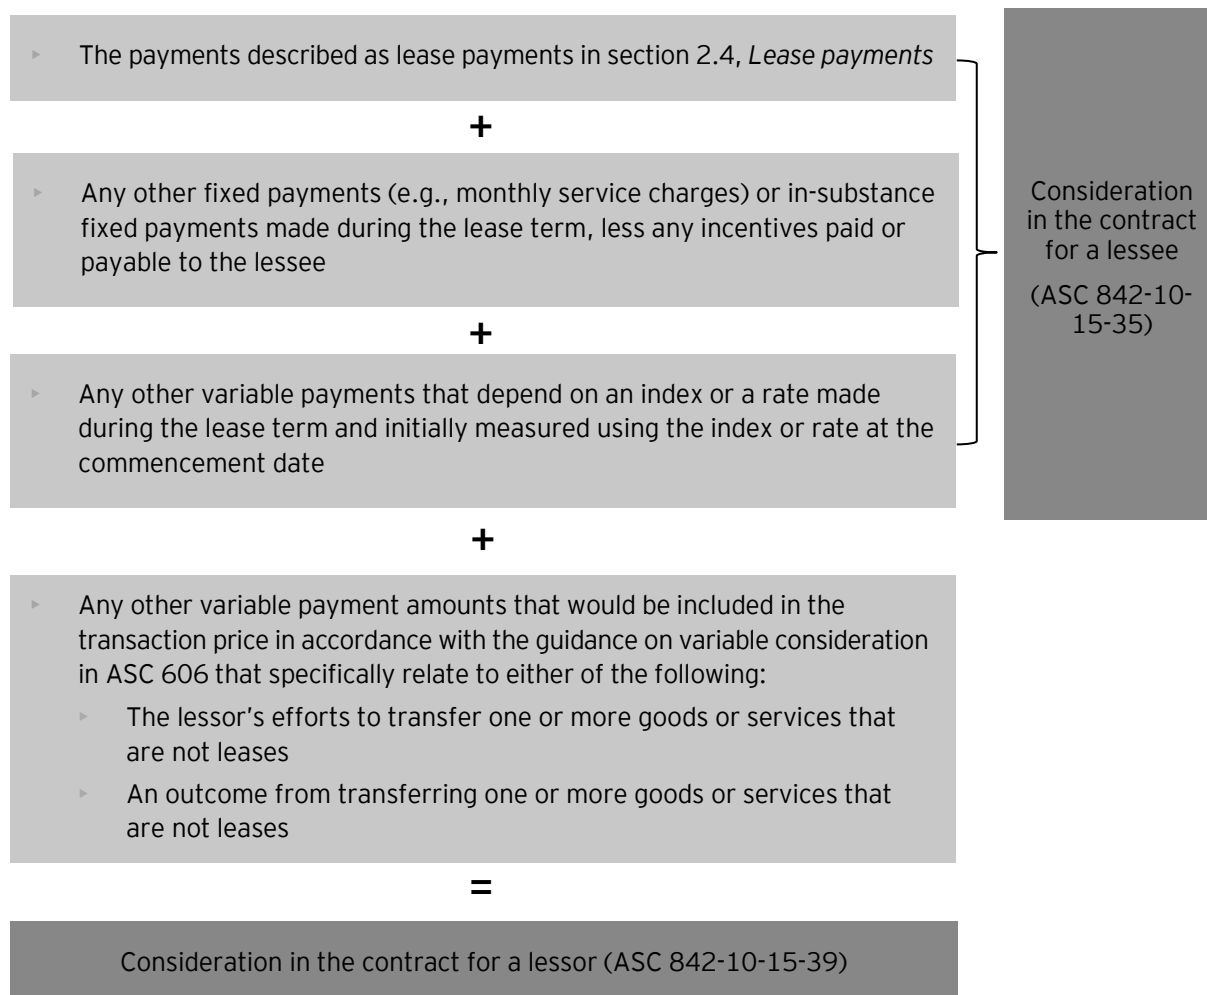 The payments described as lease payments in section 2.4, Lease payments
+
Any other fixed payments (e.g., monthly service charges) or in-substance
fixed payments made during the lease term, less any incentives paid or
payable to the lessee
+
Any other variable payments that depend on an index or a rate made
during the lease term and initially measured using the index or rate at the
commencement date
Consideration
in the contract
for a lessee
(ASC 842-10-
15-35)
+
Any other variable payment amounts that would be included in the
transaction price in accordance with the guidance on variable consideration
in ASC 606 that specifically relate to either of the following:
The lessor's efforts to transfer one or more goods or services that
are not leases
An outcome from transferring one or more goods or services that
are not leases
=
Consideration in the contract for a lessor (ASC 842-10-15-39)